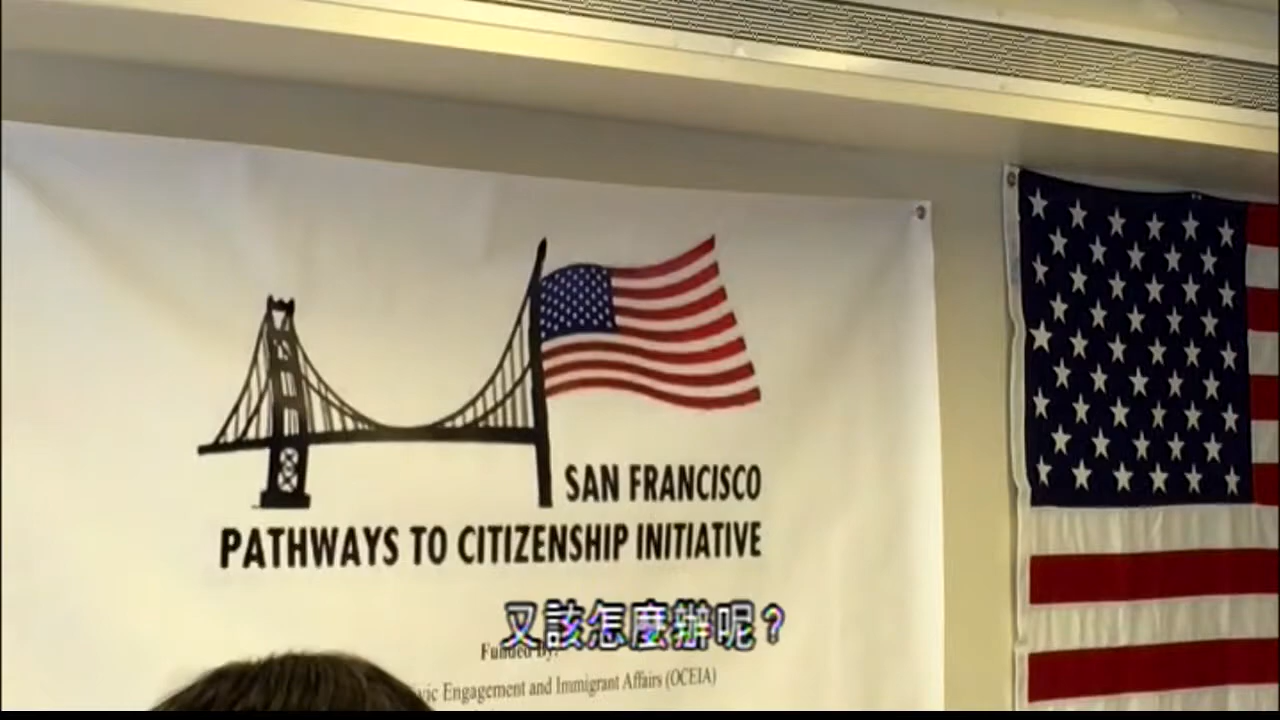 SAN FRANCISCO
PATHWAYS TO CITIZENSHIP INITIATIVE
又該怎麼辦呢？
Funded By:
Engagement and Immigrant Affairs (OCEIA)